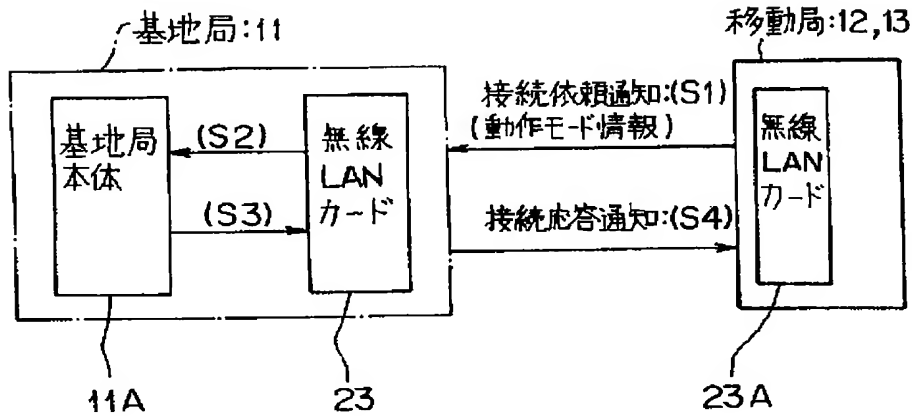 基地局:11
移動局:12,13
接続依頼通知:(S1)
(動作モード情報)
基地局
本体
(S2)
(S3)
無線
LAN
カード
接続応答通知:(S4)
無線
LAN
カード
11A
23
23A